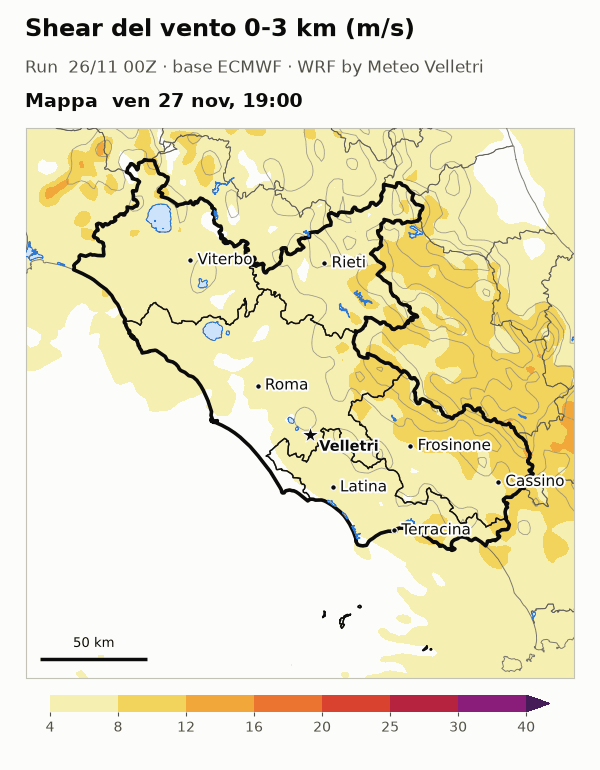 Shear del vento 0-3 km (m/s)
Run 26/11 00Z · base ECMWF · WRF by Meteo Velletri
Mappa ven 27 nov, 19:00
Viterbo
Rieti
Roma
Velletri
Frosinone
Cassino
Latina
Terracina
50 km
4 8 12 16 20 25 30 40